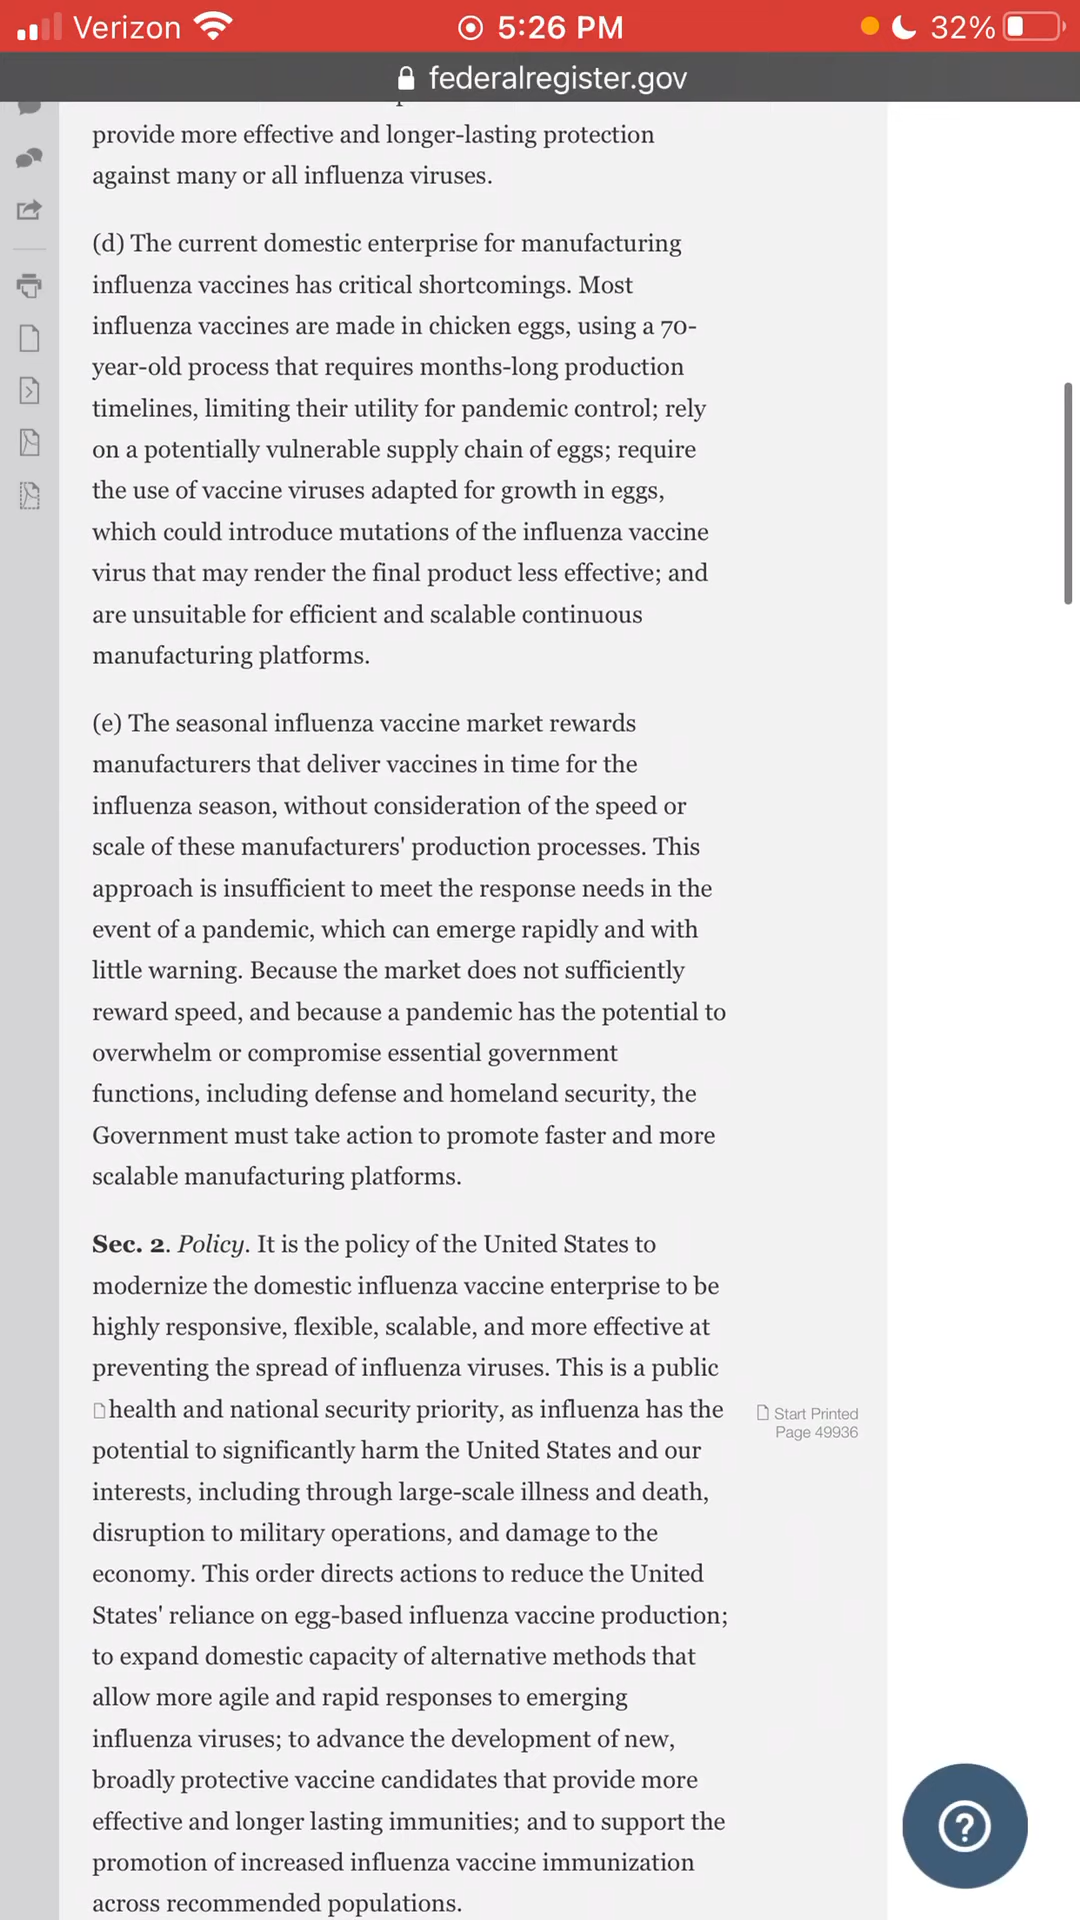 Verizon 5:26 PM 32%
federalregister.gov
provide more effective and longer-lasting protection
against many or all influenza viruses.
(d) The current domestic enterprise for manufacturing
influenza vaccines has critical shortcomings. Most
influenza vaccines are made in chicken eggs, using a 70-
year-old process that requires months-long production
timelines, limiting their utility for pandemic control; rely
on a potentially vulnerable supply chain of eggs; require
the use of vaccine viruses adapted for growth in eggs,
which could introduce mutations of the influenza vaccine
virus that may render the final product less effective; and
are unsuitable for efficient and scalable continuous
manufacturing platforms.
(e) The seasonal influenza vaccine market rewards
manufacturers that deliver vaccines in time for the
influenza season, without consideration of the speed or
scale of these manufacturers' production processes. This
approach is insufficient to meet the response needs in the
event of a pandemic, which can emerge rapidly and with
little warning. Because the market does not sufficiently
reward speed, and because a pandemic has the potential to
overwhelm or compromise essential government
functions, including defense and homeland security, the
Government must take action to promote faster and more
scalable manufacturing platforms.
Sec. 2. Policy. It is the policy of the United States to
modernize the domestic influenza vaccine enterprise to be
highly responsive, flexible, scalable, and more effective at
preventing the spread of influenza viruses. This is a public
health and national security priority, as influenza has the
potential to significantly harm the United States and our
interests, including through large-scale illness and death,
disruption to military operations, and damage to the
economy. This order directs actions to reduce the United
States' reliance on egg-based influenza vaccine production;
to expand domestic capacity of alternative methods that
allow more agile and rapid responses to emerging
influenza viruses; to advance the development of new,
broadly protective vaccine candidates that provide more
effective and longer lasting immunities; and to support the
promotion of increased influenza vaccine immunization
across recommended populations.
Start Printed
Page 49936